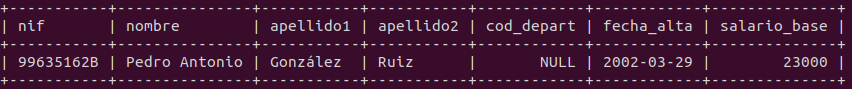 +-----------+---------------+-----------+-----------+------------+------------+--------------+
| nif       | nombre        | apellido1 | apellido2 | cod_depart | fecha_alta | salario_base |
+-----------+---------------+-----------+-----------+------------+------------+--------------+
| 99635162B | Pedro Antonio | González  | Ruiz      |       NULL | 2002-03-29 |        23000 |
+-----------+---------------+-----------+-----------+------------+------------+--------------+